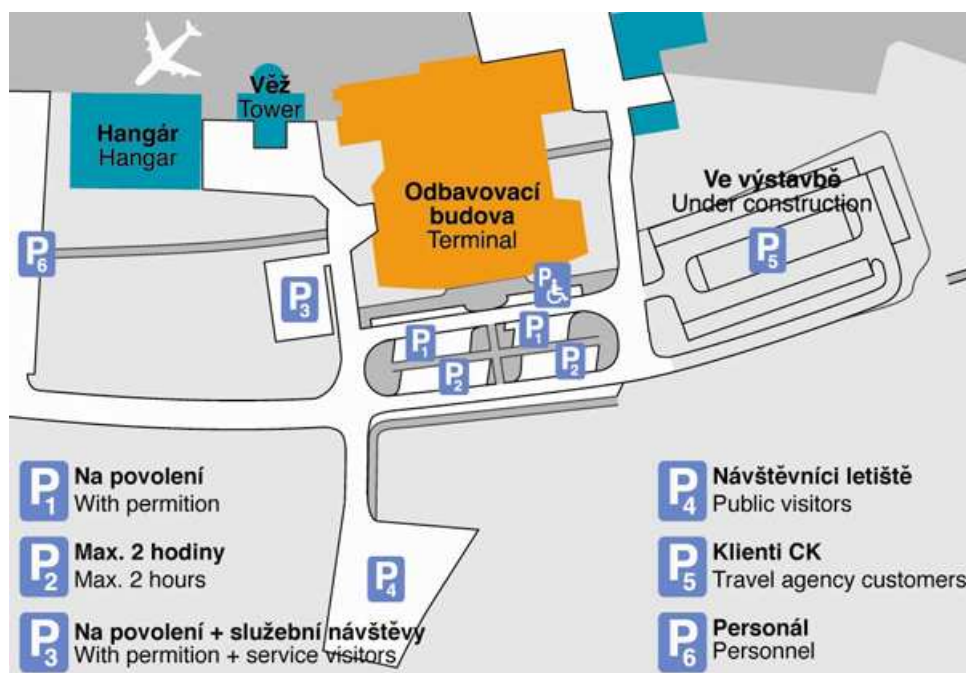 Věž
Tower
Hangár
Hangar
Odbavovací
budova
Terminal
Ve výstavbě
Under construction
P5
P6
P3
P
P1
P1
P2
P2
P4
P1 Na povolení
With permition
P2 Max. 2 hodiny
Max. 2 hours
P3 Na povolení + služební návštěvy
With permition + service visitors
P4 Návštěvníci letiště
Public visitors
P5 Klienti CK
Travel agency customers
P6 Personál
Personnel